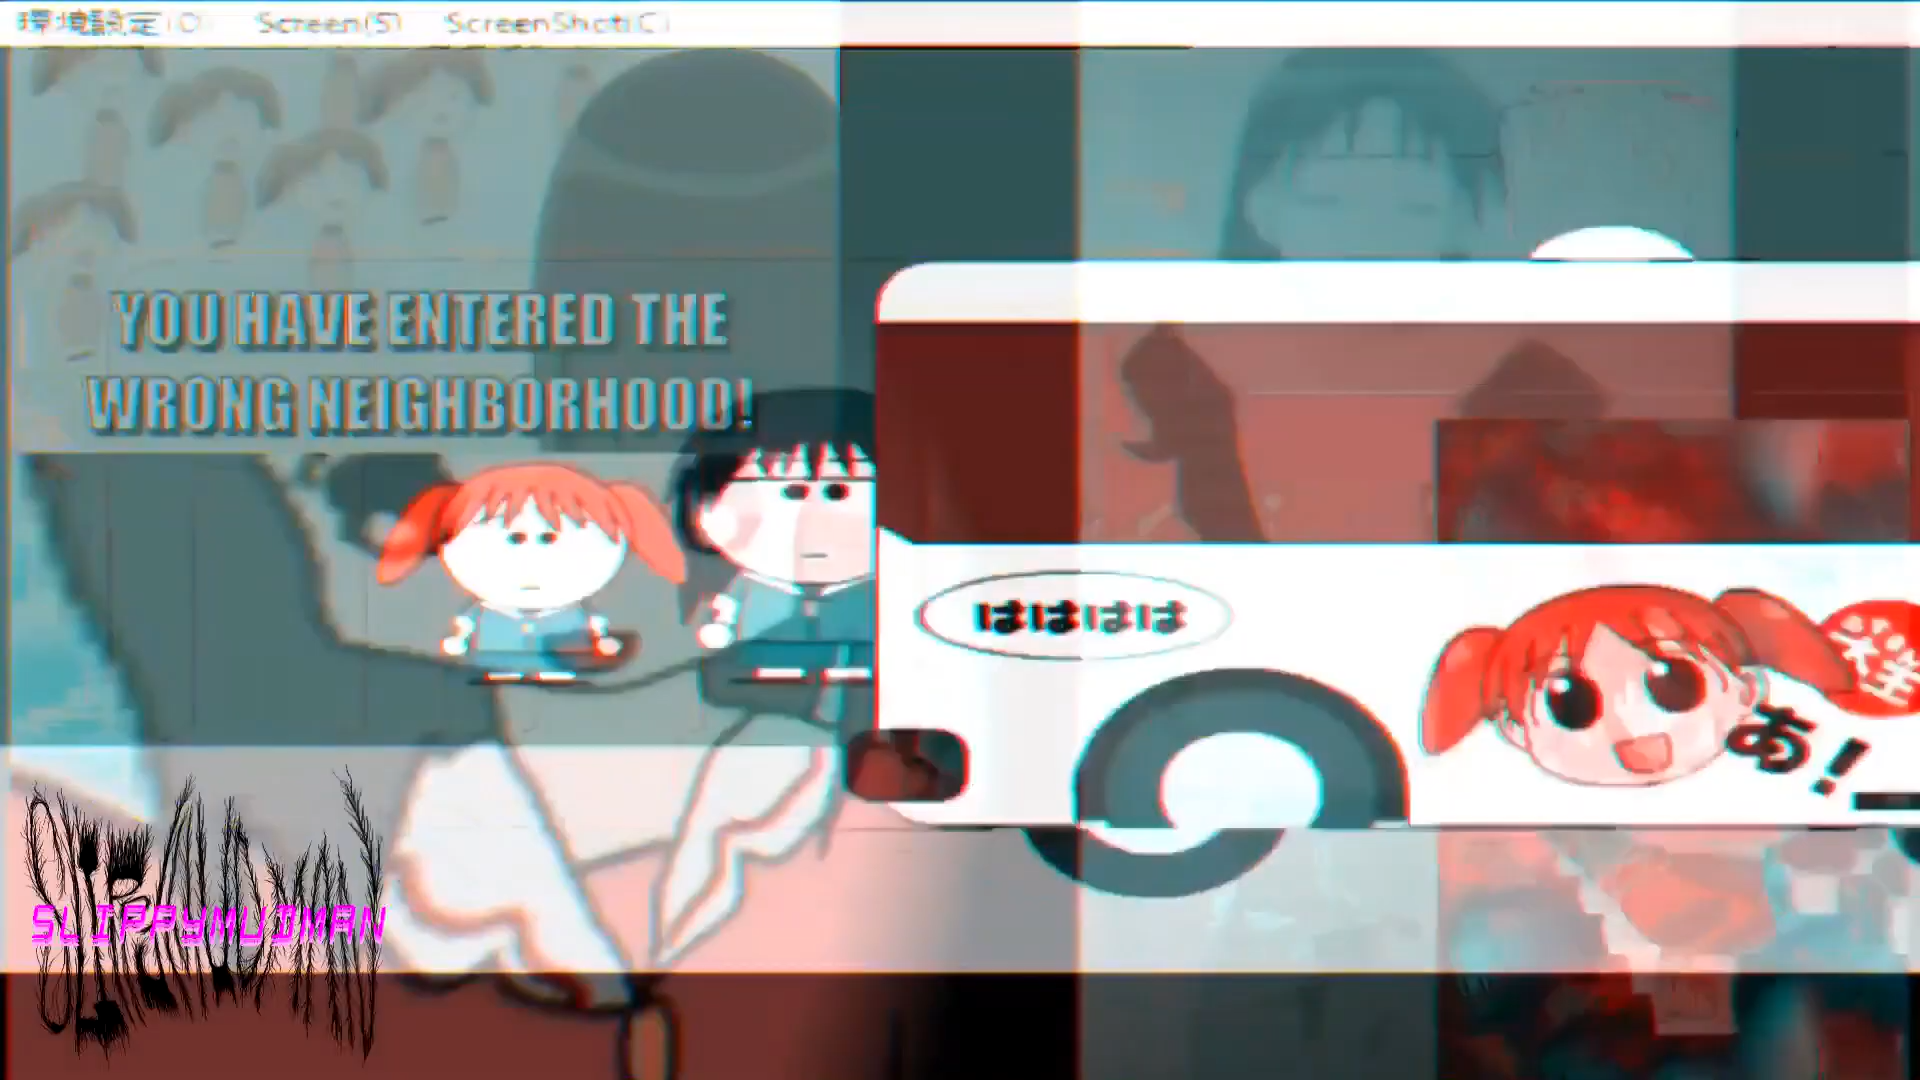 環境設定(O) Screen(S) ScreenShot(C)
YOU HAVE ENTERED THE
WRONG NEIGHBORHOOD!
はははは
あ!
SLIPPYMUDMAN